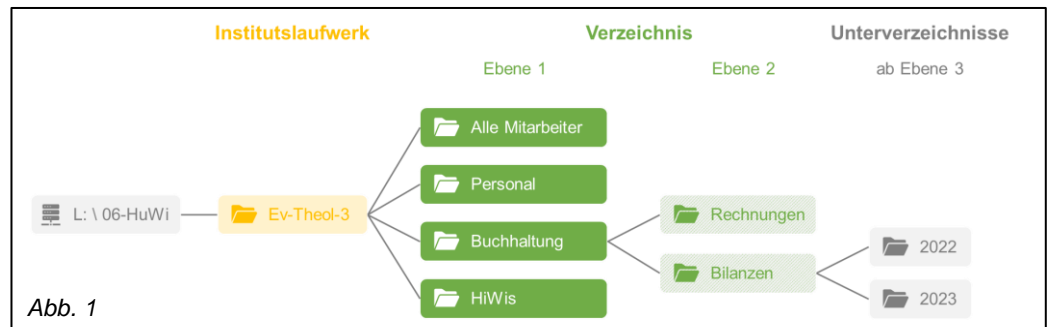 Institutslaufwerk
Verzeichnis
Unterverzeichnisse
Ebene 1
Ebene 2
ab Ebene 3
Alle Mitarbeiter
Personal
L: \ 06-HuWi
Ev-Theol-3
Rechnungen
Buchhaltung
2022
Bilanzen
HiWis
2023
Abb. 1